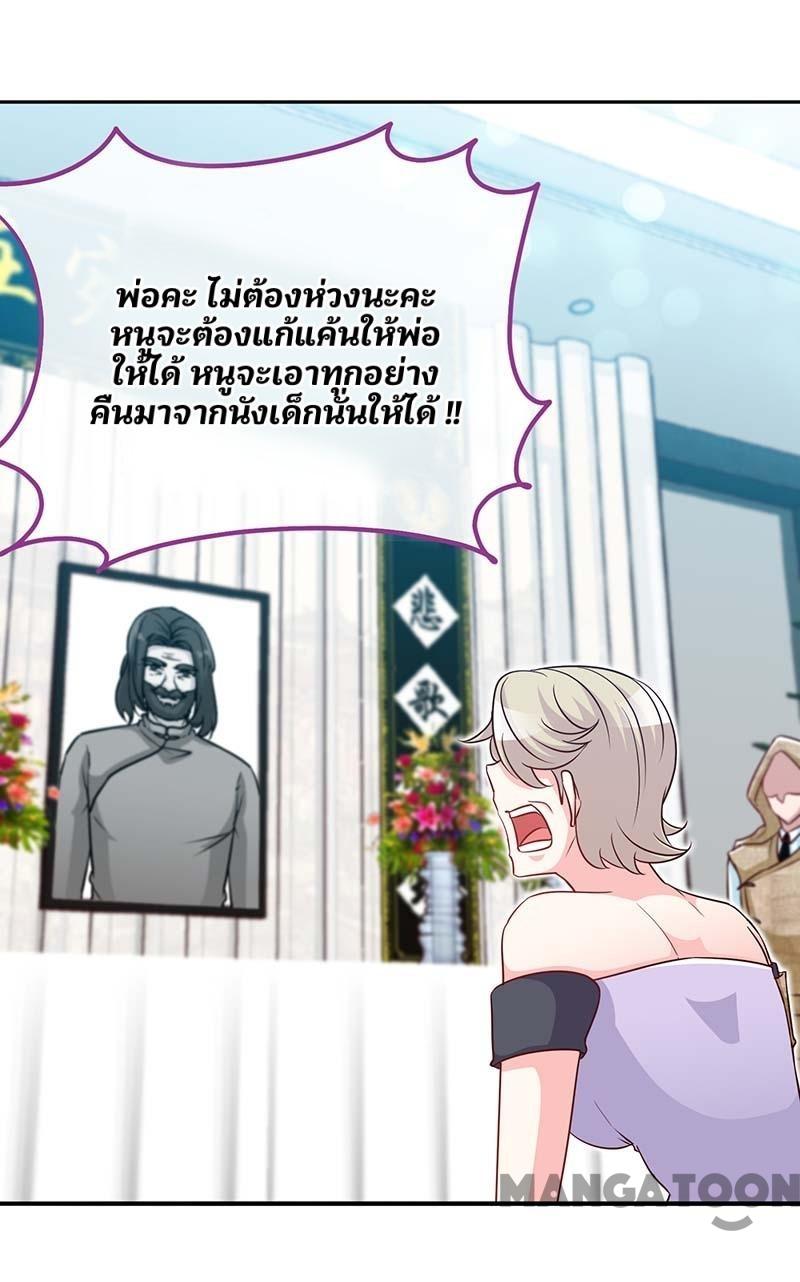 พ่อคะ ไม่ต้องห่วงนะคะ
หนูจะต้องแก้แค้นให้พ่อ
ให้ได้ หนูจะเอาทุกอย่าง
คืนมาจากนังเด็กนั่นให้ได้ !!
悲
歌
MANGATOON